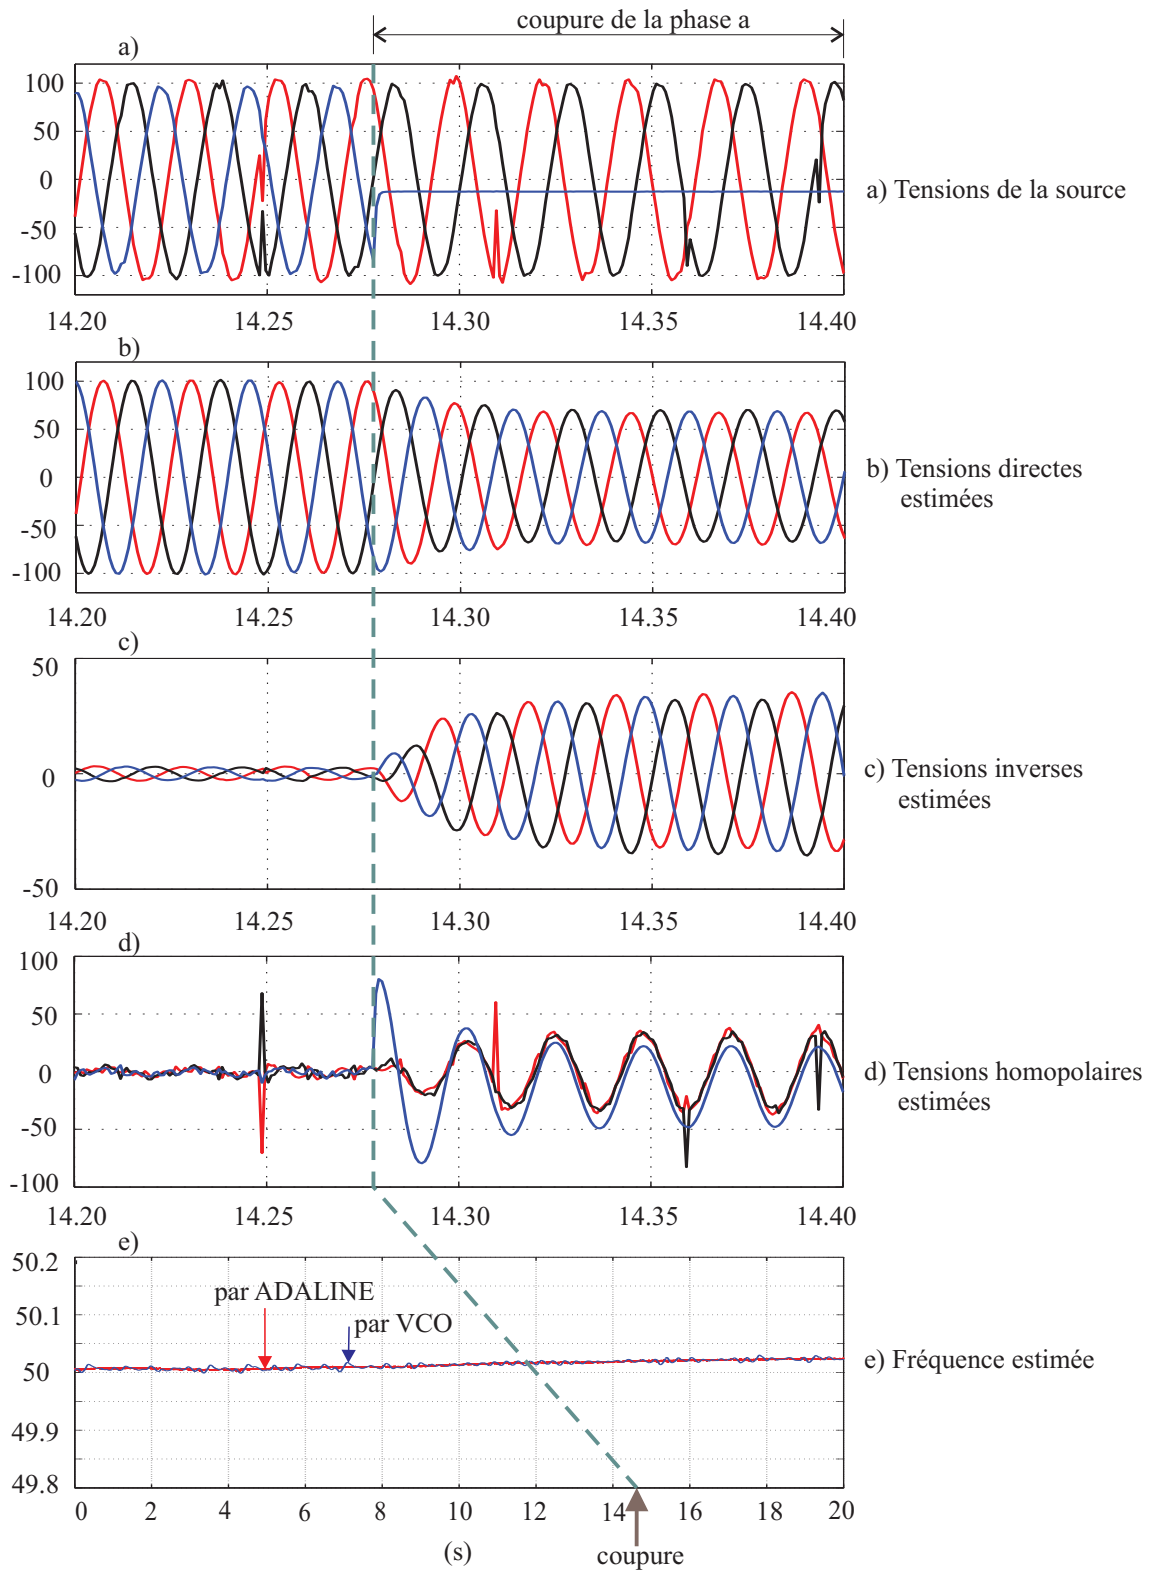 coupure de la phase a
a)
100
50
0
-50
-100
14.20 14.25 14.30 14.35 14.40
a) Tensions de la source
b)
100
50
0
-50
-100
14.20 14.25 14.30 14.35 14.40
b) Tensions directes
estimées
c)
50
0
-50
14.20 14.25 14.30 14.35 14.40
c) Tensions inverses
estimées
d)
100
50
0
-50
-100
14.20 14.25 14.30 14.35 14.40
d) Tensions homopolaires
estimées
e)
50.2
50.1
50
49.9
49.8
par ADALINE
par VCO
e) Fréquence estimée
0 2 4 6 8 10 12 14 16 18 20
(s)
coupure